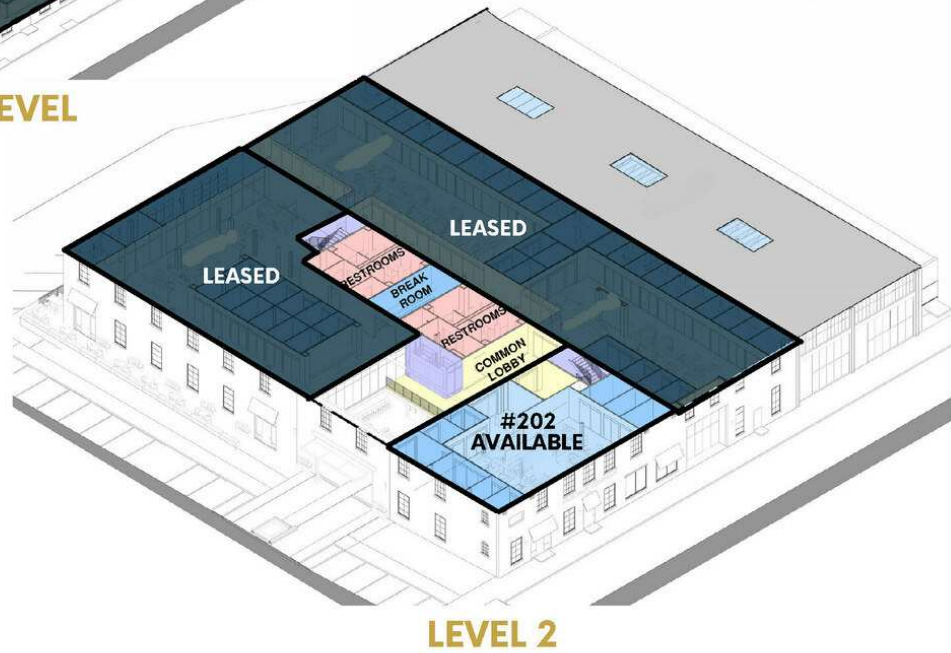 EVEL
LEASED
LEASED
RESTROOMS
BREAK
ROOM
RESTROOMS
COMMON
LOBBY
#202
AVAILABLE
LEVEL 2